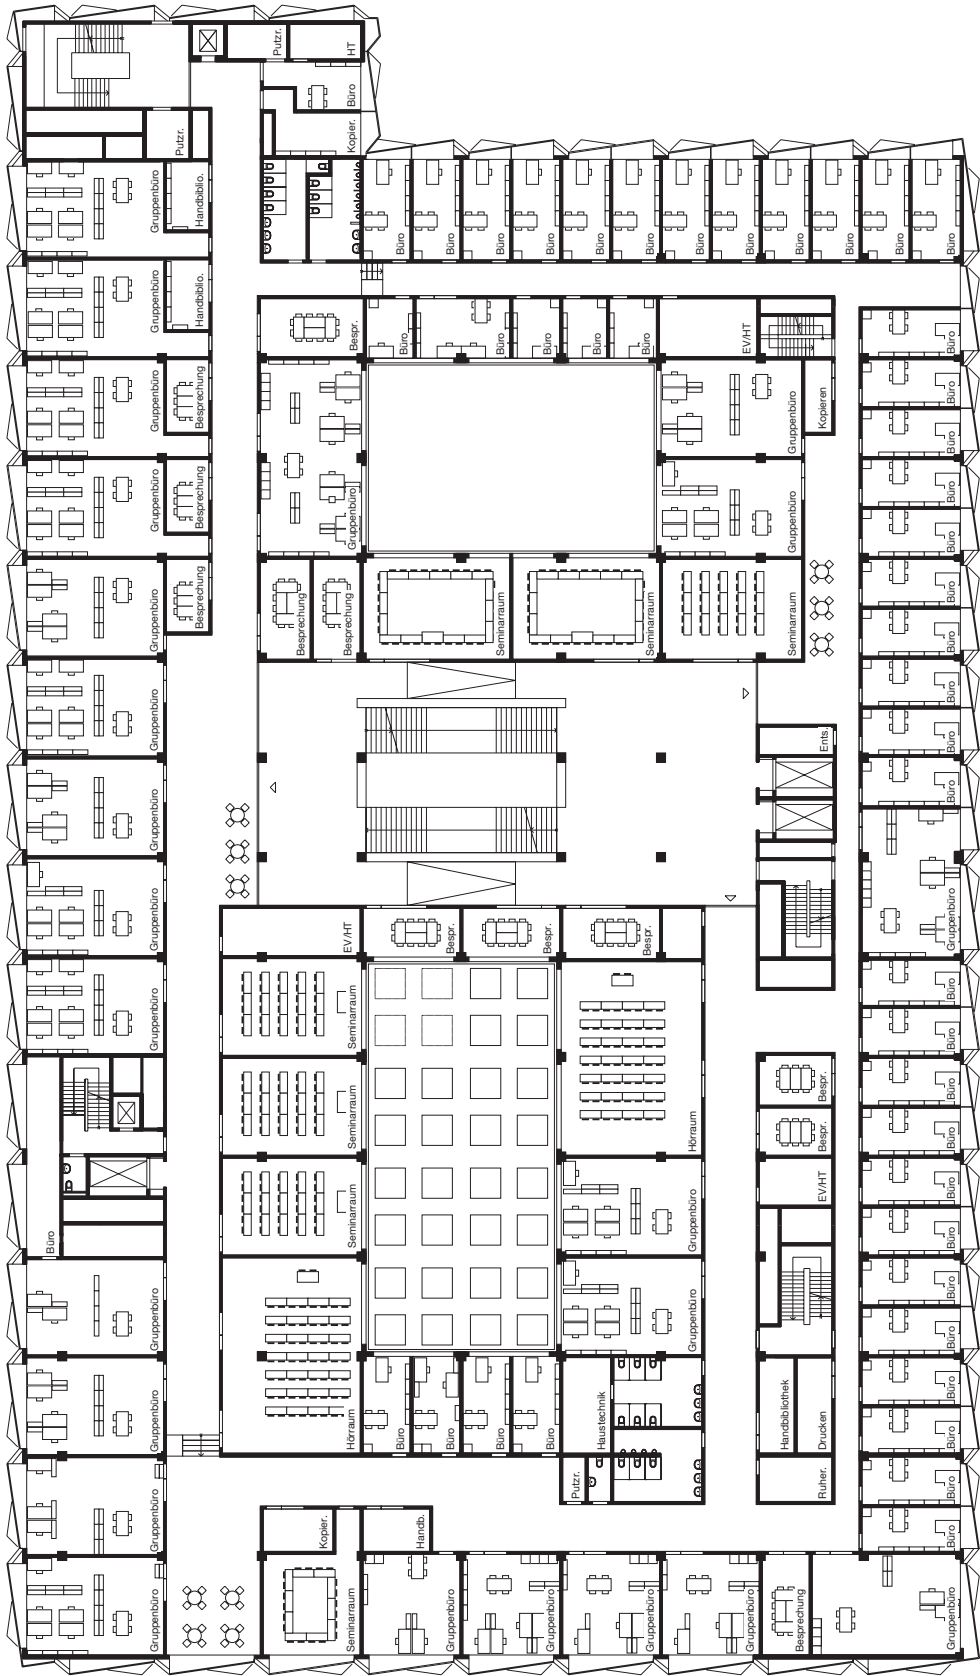 Putzr.
HT
Büro
Kopier.
Putzr.
Gruppenbüro
Handbiblio.
Büro
Büro
Büro
Büro
Büro
Büro
Büro
Büro
Büro
Büro
Büro
Büro
Gruppenbüro
Handbiblio.
Bespr.
Büro
Büro
Büro
Büro
Büro
EV/HT
Büro
Gruppenbüro
Besprechung
Gruppenbüro
Kopieren
Büro
Büro
Gruppenbüro
Besprechung
Gruppenbüro
Gruppenbüro
Büro
Büro
Gruppenbüro
Besprechung
Besprechung
Besprechung
Seminarraum
Seminarraum
Seminarraum
Büro
Büro
Gruppenbüro
Büro
Büro
Ents.
Büro
Gruppenbüro
Gruppenbüro
EV/HT
Bespr.
Bespr.
Bespr.
Gruppenbüro
Gruppenbüro
Seminarraum
Büro
Büro
Seminarraum
Hörraum
Bespr.
Bespr.
Büro
Büro
Büro
Seminarraum
Gruppenbüro
EV/HT
Büro
Büro
Gruppenbüro
Gruppenbüro
Büro
Büro
Gruppenbüro
Hörraum
Büro
Büro
Büro
Büro
Haustechnik
Handbibliothek
Drucken
Büro
Büro
Gruppenbüro
Putzr.
Ruher.
Büro
Kopier.
Handb.
Büro
Gruppenbüro
Seminarraum
Gruppenbüro
Gruppenbüro
Gruppenbüro
Gruppenbüro
Besprechung
Gruppenbüro